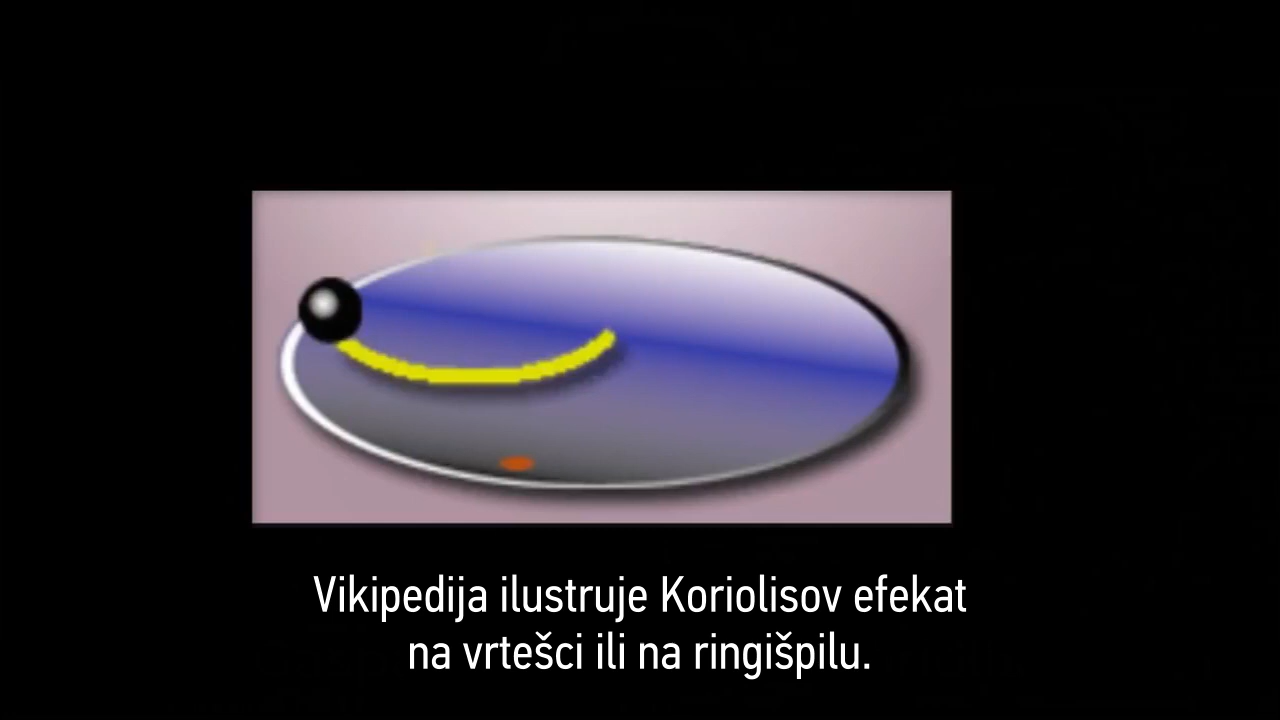 Vikipedija ilustruje Koriolisov efekat
na vrtešci ili na ringišpilu.